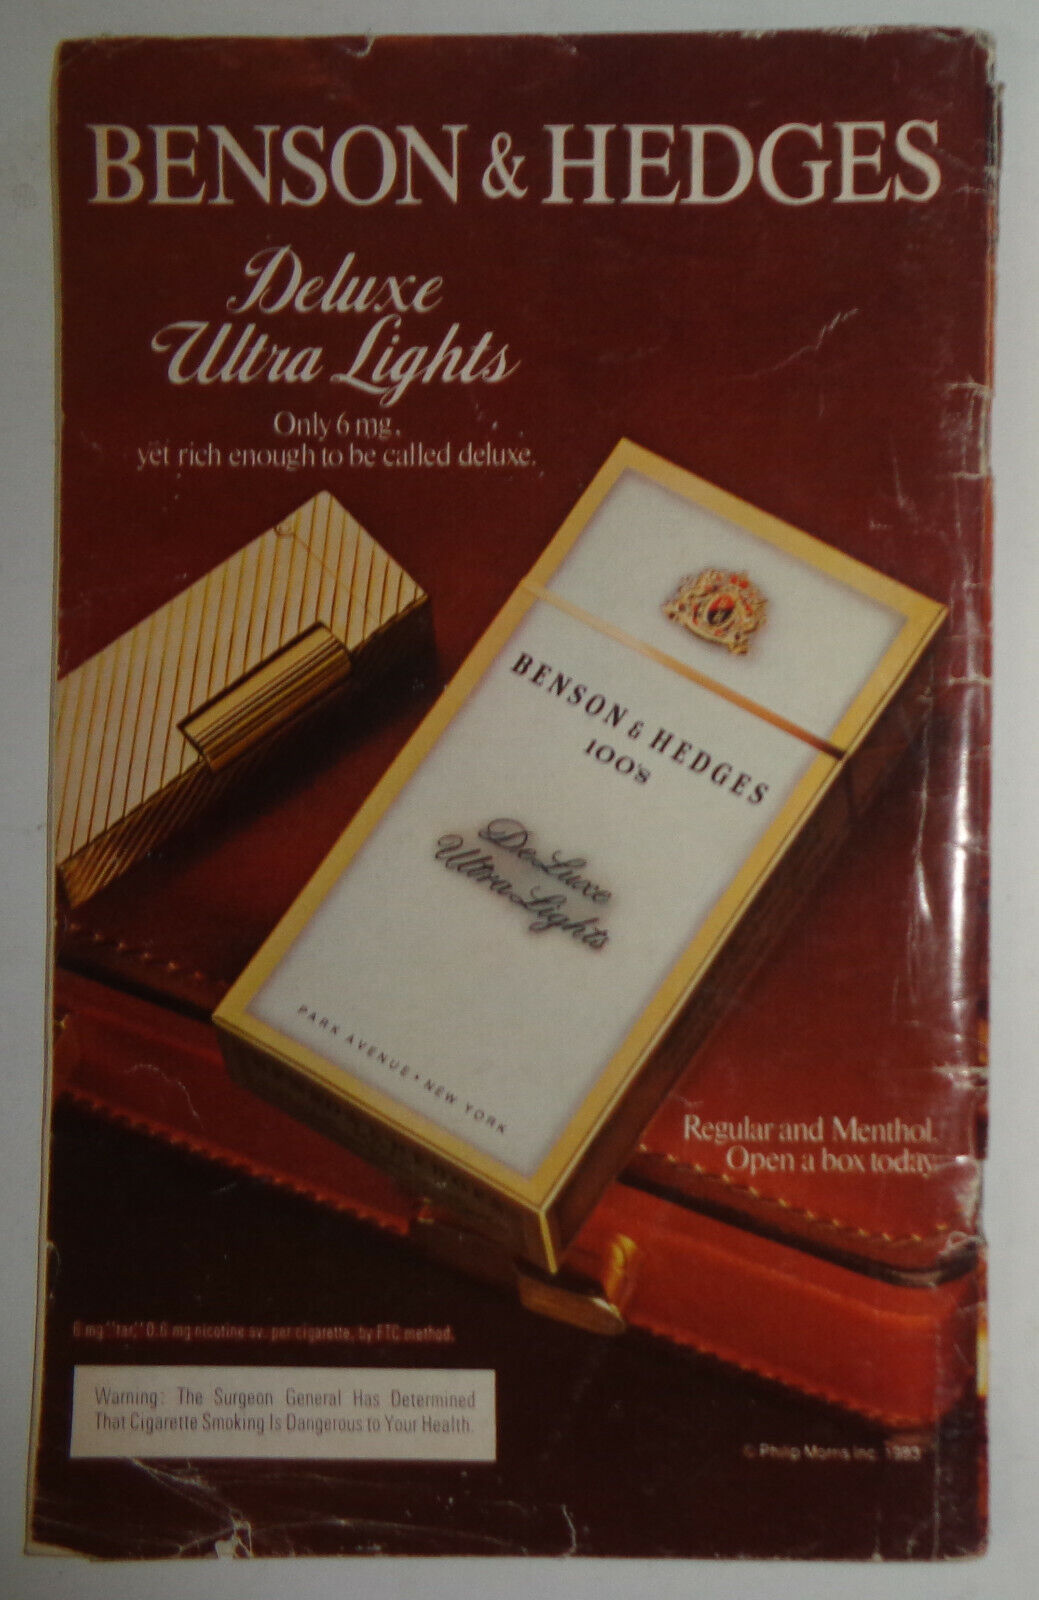 BENSON & HEDGES
Deluxe
Ultra Lights
Only 6 mg,
yet rich enough to be called deluxe.
BENSON & HEDGES
100's
DeLuxe
Ultra Lights
PARK AVENUE • NEW YORK
Regular and Menthol.
Open a box today.
6 mg "tar," 0.6 mg nicotine av. per cigarette, by FTC method.
Warning: The Surgeon General Has Determined
That Cigarette Smoking Is Dangerous to Your Health.
© Philip Morris Inc. 1983